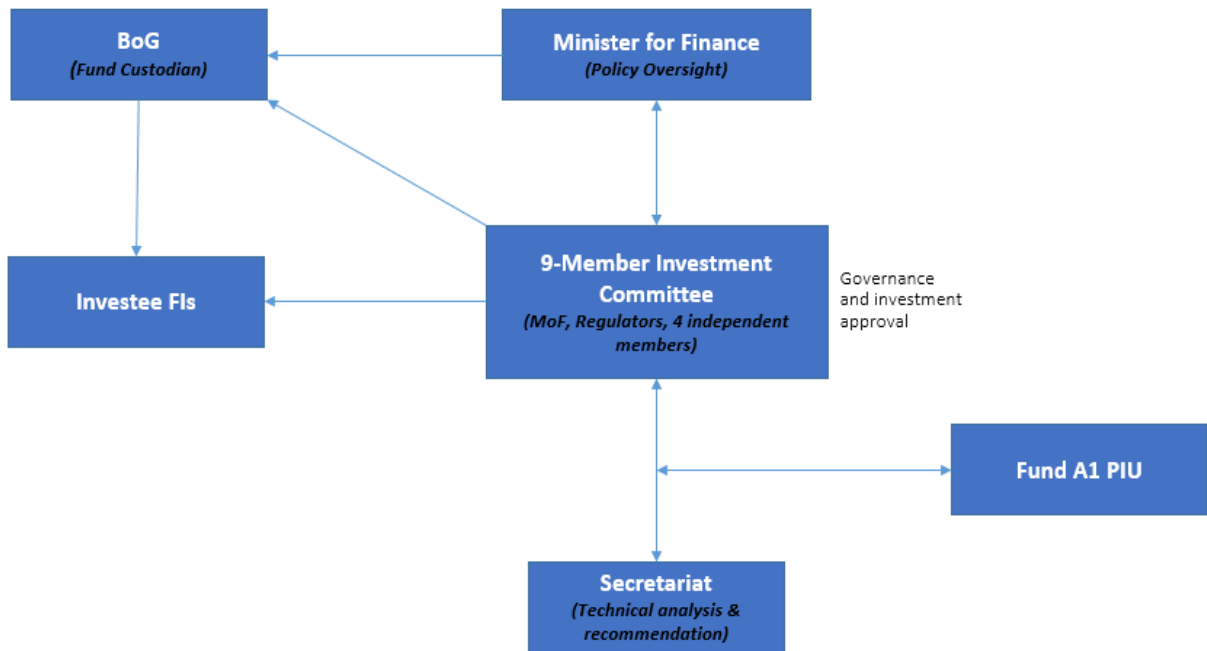 BoG
(Fund Custodian)
Minister for Finance
(Policy Oversight)
Investee FIs
9-Member Investment
Committee
(MoF, Regulators, 4 independent
members)
Governance
and investment
approval
Fund A1 PIU
Secretariat
(Technical analysis &
recommendation)